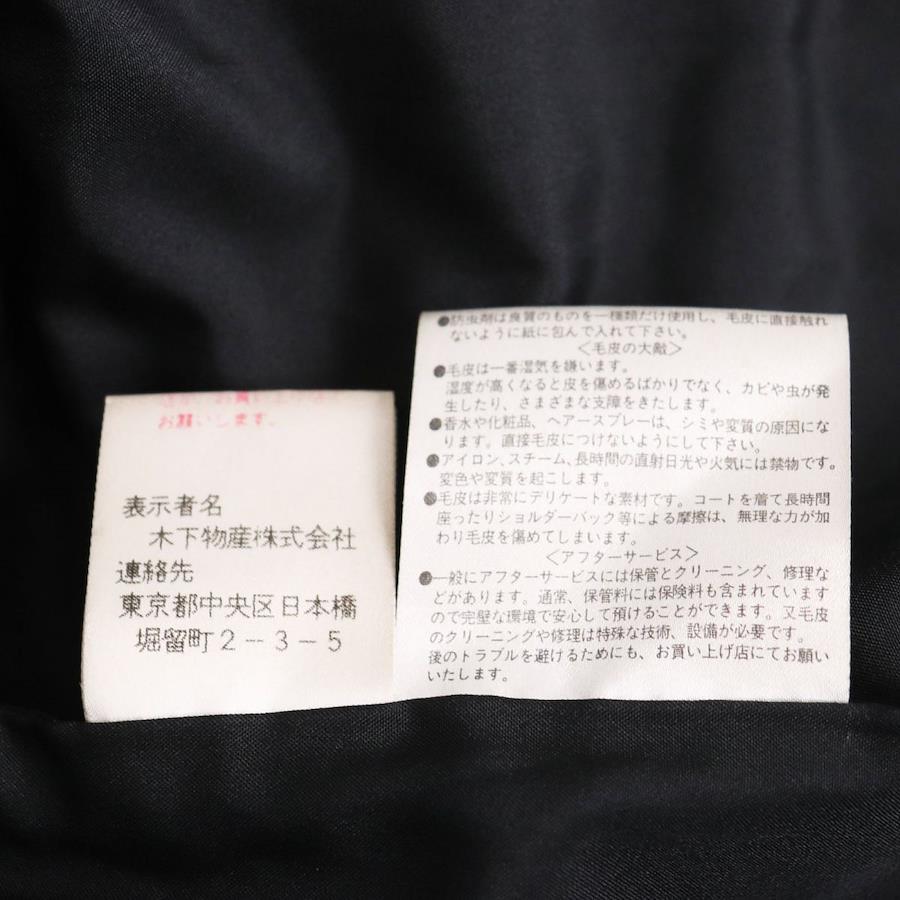 お願いします。
表示者名
木下物産株式会社
連絡先
東京都中央区日本橋
堀留町2-3-5
●防虫剤は良質のものを一種類だけ使用し、毛皮に直接触れ
ないように紙に包んで入れて下さい。
<毛皮の大敵>
●毛皮は一番湿気を嫌います。
湿度が高くなると皮を傷めるばかりでなく、カビや虫が発
生したり、さまざまな支障をきたします。
●香水や化粧品、ヘアースプレーは、シミや変質の原因にな
ります。直接毛皮につけないようにして下さい。
●アイロン、スチーム、長時間の直射日光や火気には禁物です。
変色や変質を起こします。
●毛皮は非常にデリケートな素材です。コートを着て長時間
座ったりショルダーバック等による摩擦は、無理な力が加
わり毛皮を傷めてしまいます。
<アフターサービス>
●一般にアフターサービスには保管とクリーニング、修理な
どがあります。通常、保管料には保険料も含まれています
ので完璧な環境で安心して預けることができます。又毛皮
のクリーニングや修理は特殊な技術、設備が必要です。
後のトラブルを避けるためにも、お買い上げ店にてお願い
いたします。